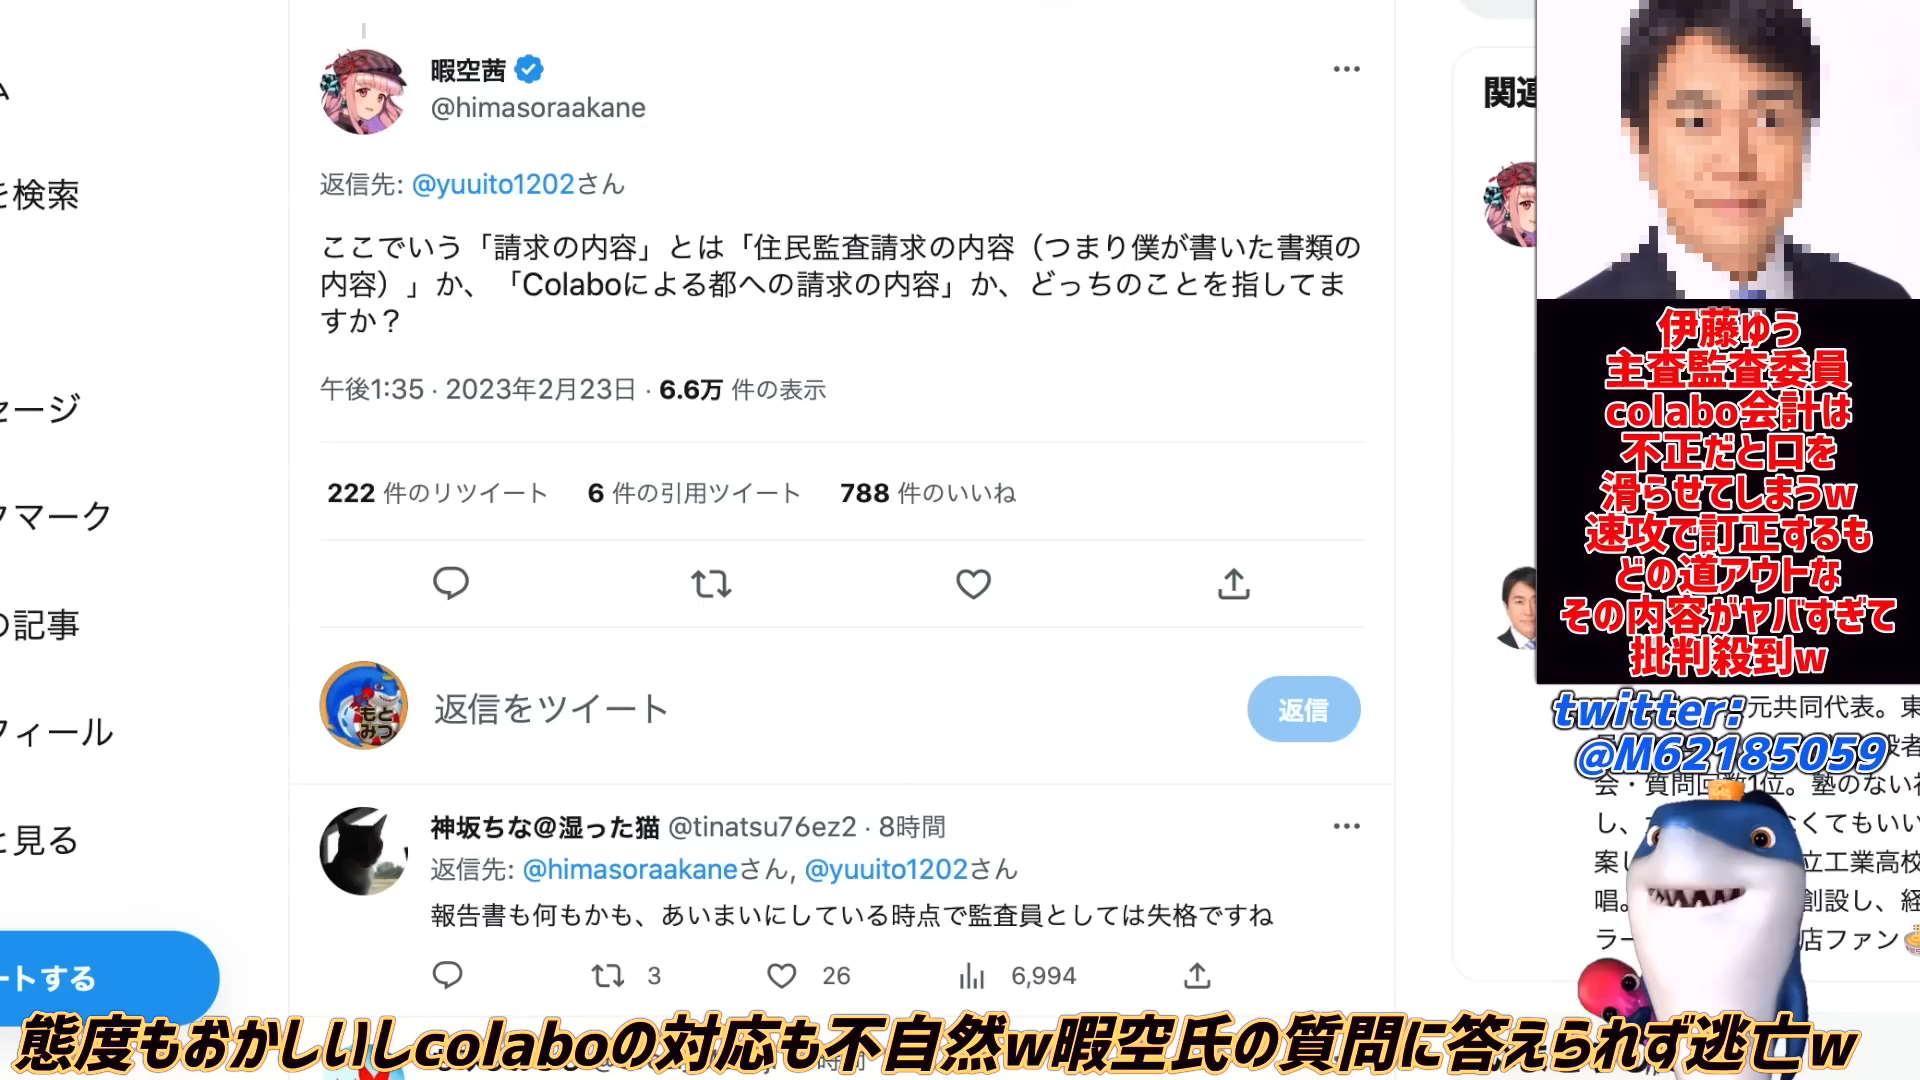 ム
を検索
セージ
クマーク
の記事
フィール
と見る
ートする
暇空茜
@himasoraakane
返信先: @yuuito1202さん
ここでいう「請求の内容」とは「住民監査請求の内容（つまり僕が書いた書類の
内容）」か、「Colaboによる都への請求の内容」か、どっちのことを指してま
すか？
午後1:35 · 2023年2月23日 · 6.6万 件の表示
222 件のリツイート 6 件の引用ツイート 788 件のいいね
もと
みつ
返信をツイート
返信
神坂ちな@湿った猫 @tinatsu76ez2 · 8時間
返信先: @himasoraakaneさん, @yuuito1202さん
報告書も何もかも、あいまいにしている時点で監査員としては失格ですね
3 26 6,994
関連
伊藤ゆう
主査監査委員
colabo会計は
不正だと口を
滑らせてしまうw
速攻で訂正するも
どの道アウトな
その内容がヤバすぎて
批判殺到w
twitter:
@M62185059
元共同代表。東
会・質問回数1位。塾のない
し、 くてもいい
案し 立工業高校
唱。 創設し、経
ラー 店ファン
態度もおかしいしcolaboの対応も不自然w暇空氏の質問に答えられず逃亡w